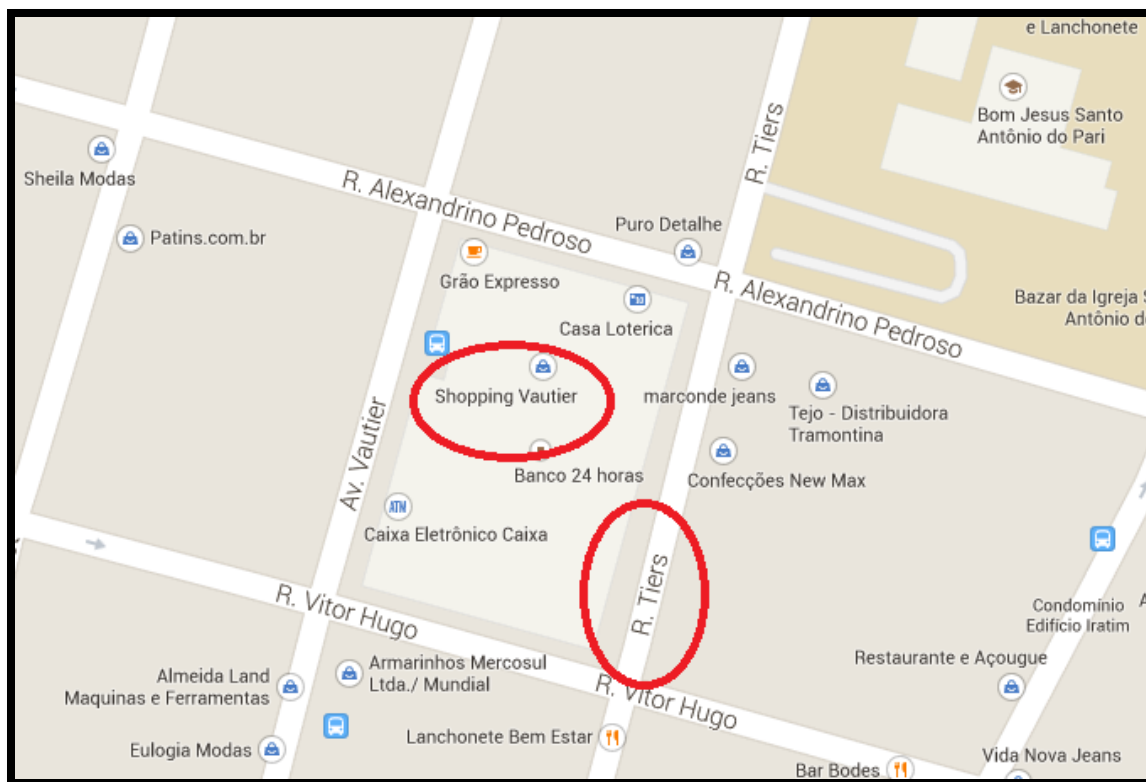 e Lanchonete
Bom Jesus Santo
Antônio do Pari
R. Tiers
Sheila Modas
R. Alexandrino Pedroso
Patins.com.br
Puro Detalhe
Grão Expresso
R. Alexandrino Pedroso
Bazar da Igreja
Casa Loterica
Shopping Vautier
marconde jeans
Tejo - Distribuidora
Tramontina
Av. Vautier
Banco 24 horas
Confecções New Max
ATM
Caixa Eletrônico Caixa
R. Tiers
R. Vitor Hugo
Condomínio
Edifício Iratim
Almeida Land
Maquinas e Ferramentas
Armarinhos Mercosul
Ltda./ Mundial
Restaurante e Açougue
R. Vitor Hugo
Eulogia Modas
Lanchonete Bem Estar
Bar Bodes
Vida Nova Jeans